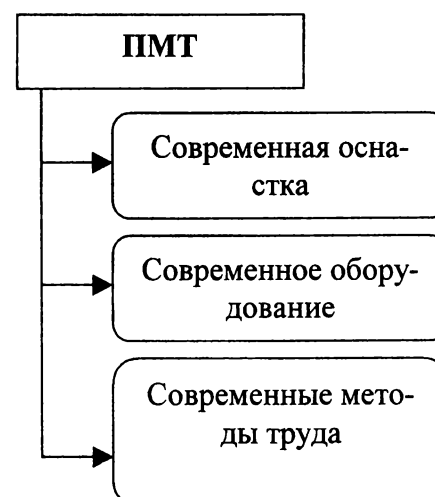 ПМТ
Современная осна-
стка
Современное обору-
дование
Современные мето-
ды труда